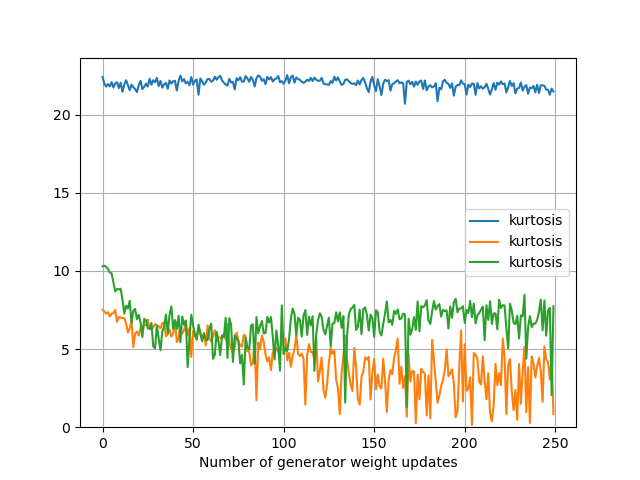 20
15
10
5
0
kurtosis
kurtosis
kurtosis
0 50 100 150 200 250
Number of generator weight updates